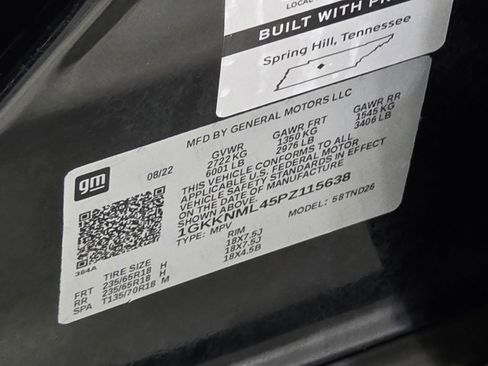 LOCAL
BUILT WITH PR
Spring Hill, Tennessee
MFD BY GENERAL MOTORS LLC
gm
08/22
GVWR GAWR FRT GAWR RR
2722 KG 1350 KG 1545 KG
6001 LB 2976 LB 3406 LB
THIS VEHICLE CONFORMS TO ALL
APPLICABLE U.S. FEDERAL MOTOR
VEHICLE SAFETY STANDARDS IN EFFECT
ON THE DATE OF MANUFACTURE
SHOWN ABOVE.
1GKKNML45PZ115638
TYPE: MPV MODEL: 58TND26
384A
TIRE SIZE RIM
FRT 235/65R18 H 18X7.5J
RR 235/65R18 H 18X7.5J
SPA T135/70R18 M 18X4.5B